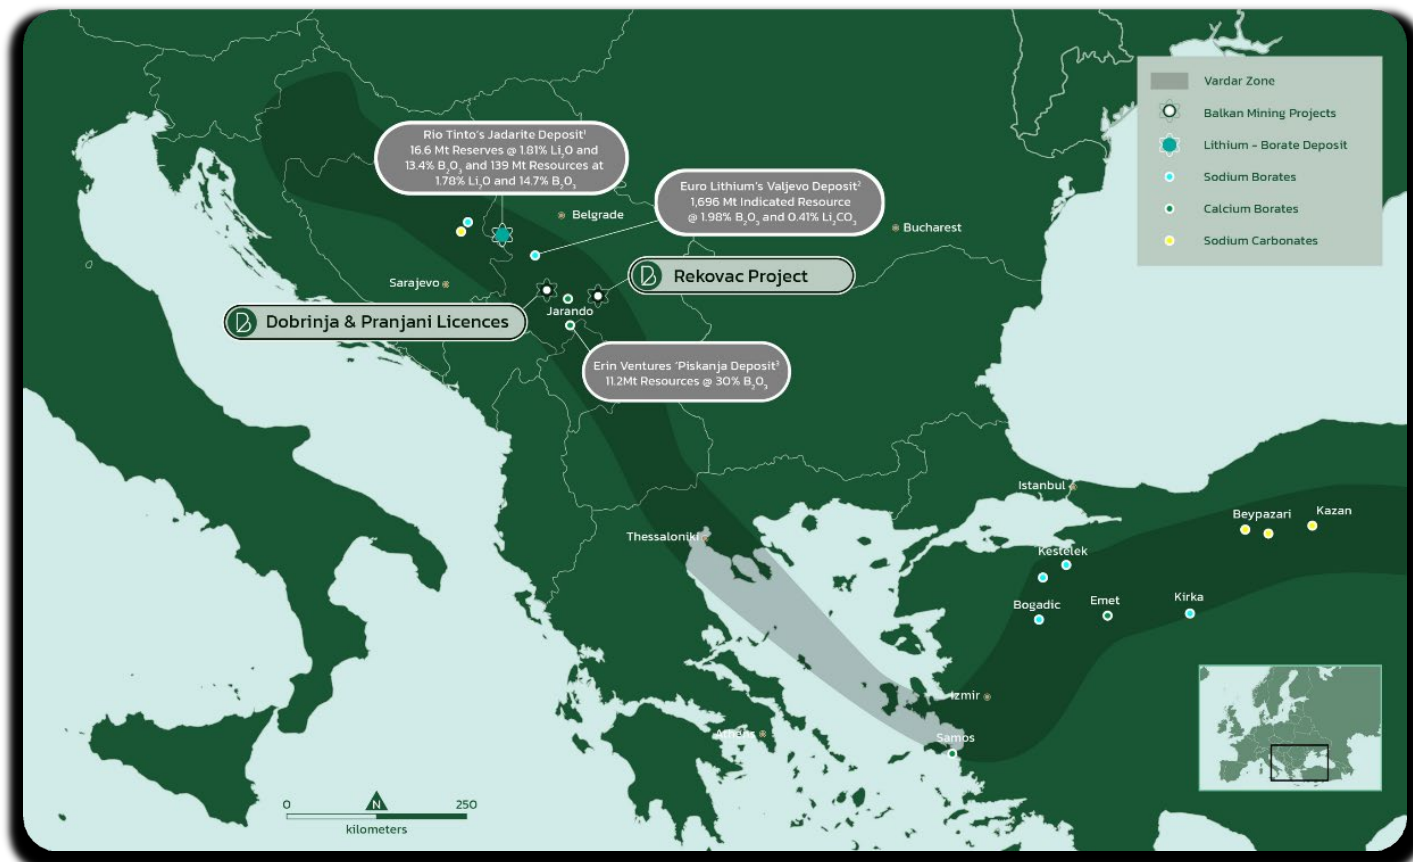 Vardar Zone
Balkan Mining Projects
Lithium - Borate Deposit
Sodium Borates
Calcium Borates
Sodium Carbonates
Rio Tinto's Jadarite Deposit¹
16.6 Mt Reserves @ 1.81% Li₂O and
13.4% B₂O₃ and 139 Mt Resources at
1.78% Li₂O and 14.7% B₂O₃
Euro Lithium's Valjevo Deposit²
1,696 Mt Indicated Resource
@ 1.98% B₂O₃ and 0.41% Li₂CO₃
Belgrade
Bucharest
Sarajevo
Rekovac Project
Dobrinja & Pranjani Licences
Jarando
Erin Ventures 'Piskanja Deposit³
11.2Mt Resources @ 30% B₂O₃
Istanbul
Thessaloniki
Beypazari
Kazan
Kestelek
Bogadic
Emet
Kirka
Izmir
Athens
Samos
0
N
250
kilometers